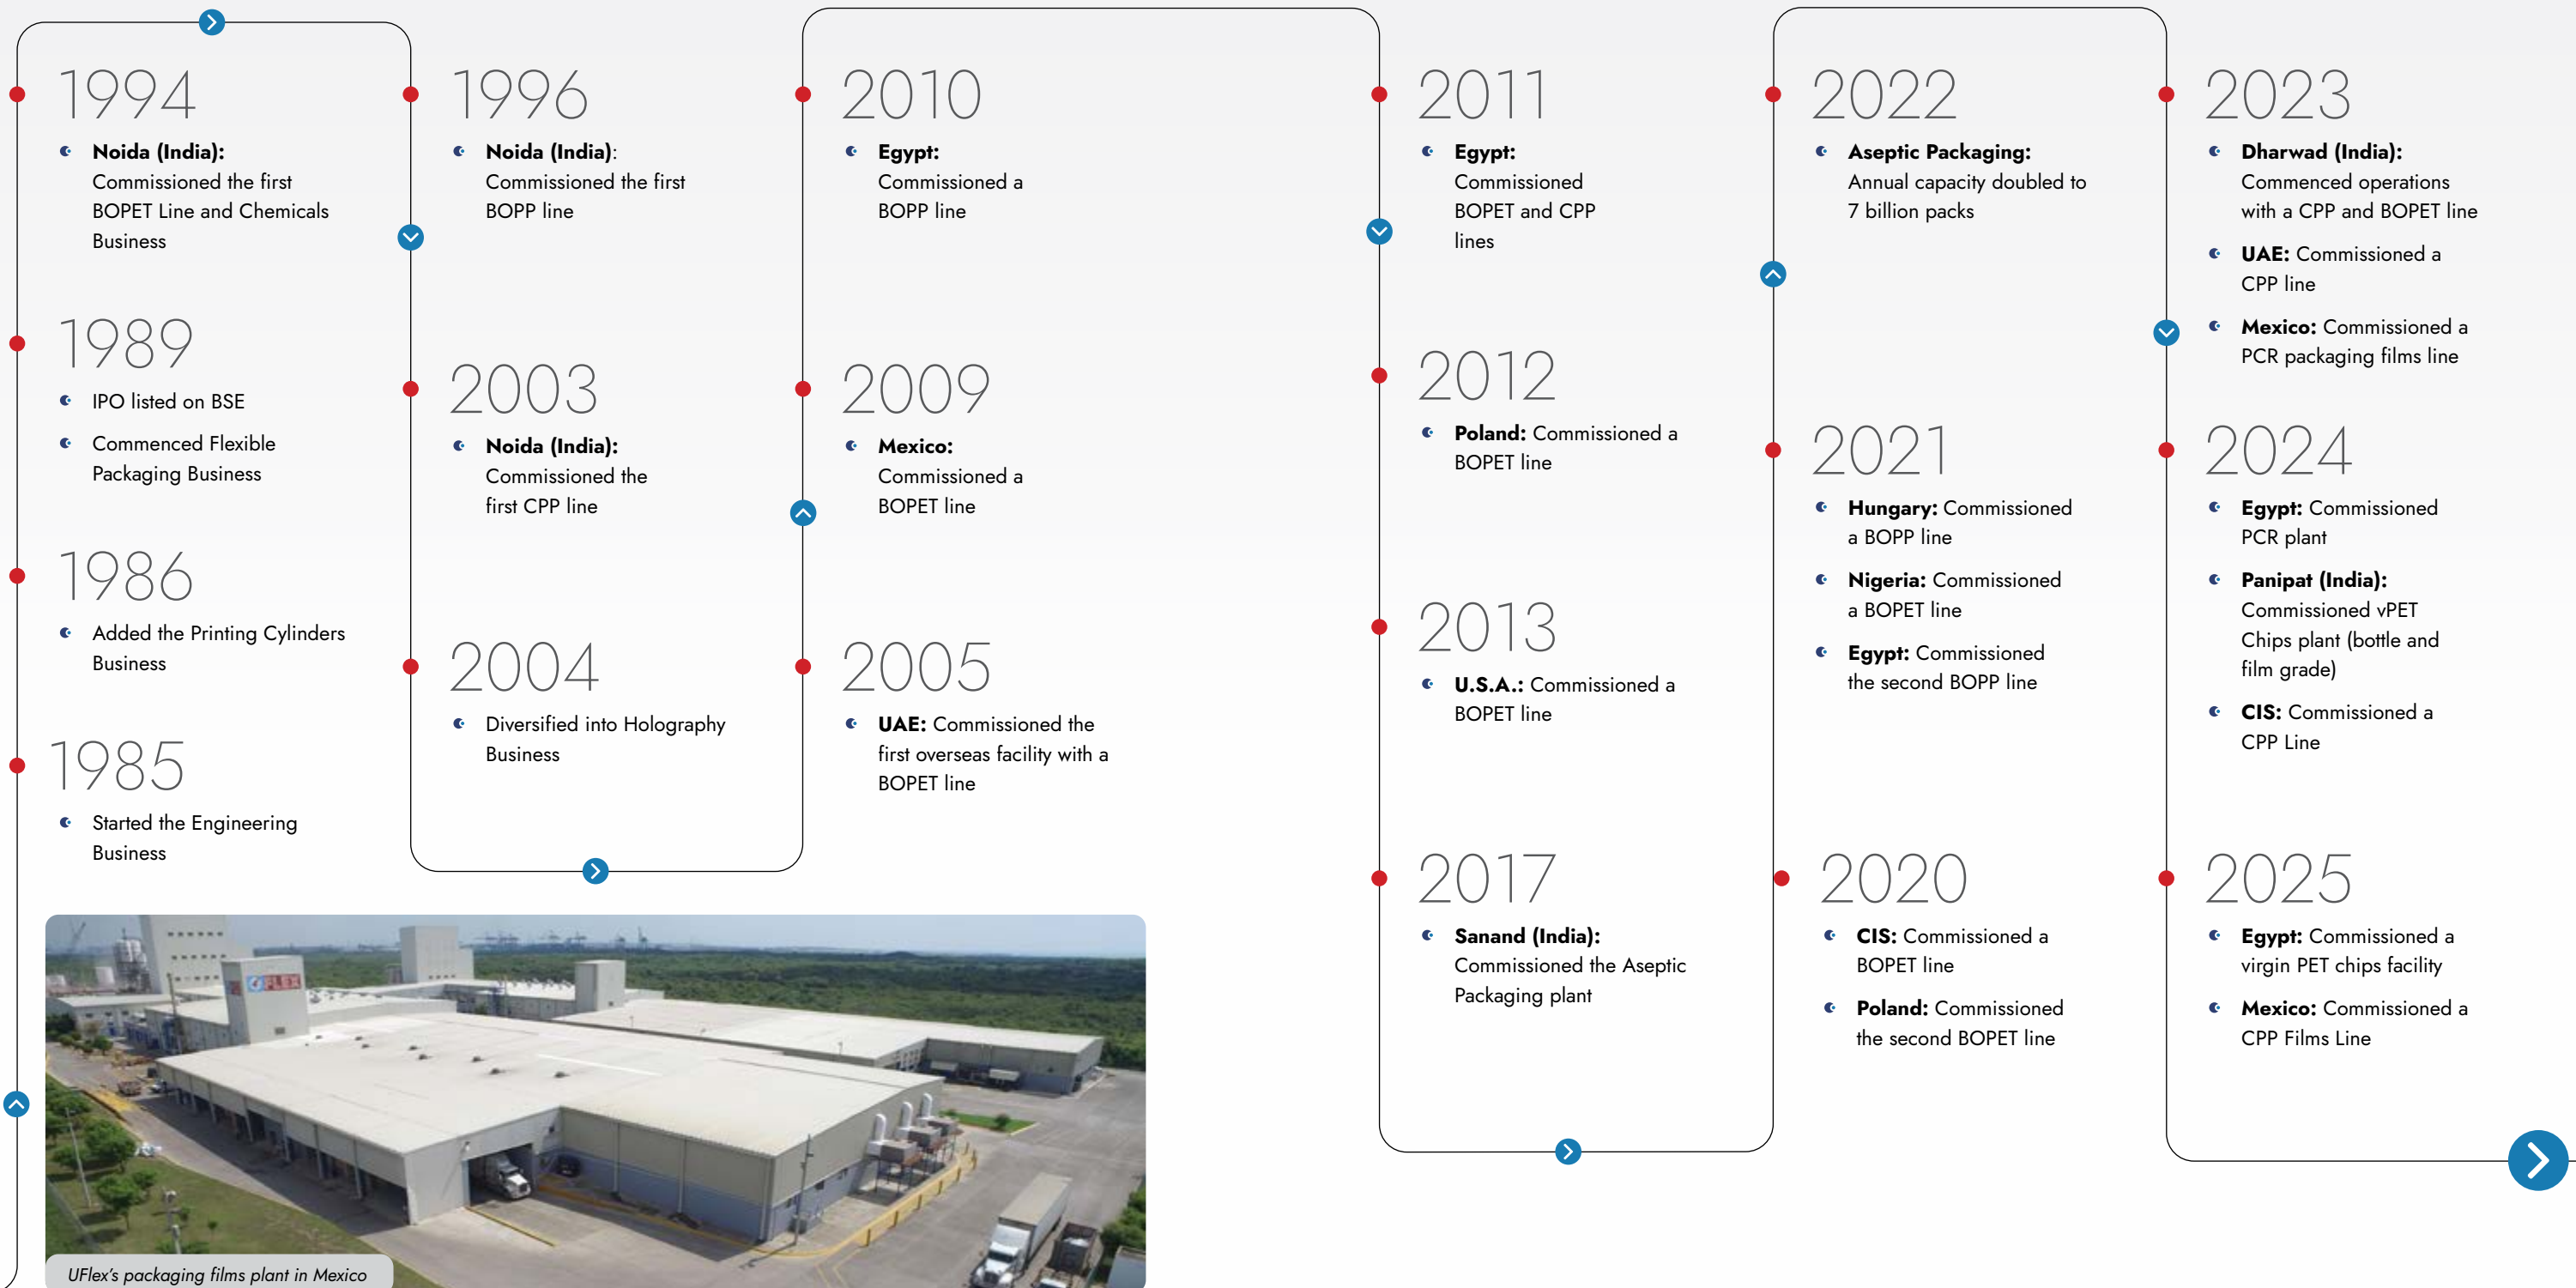 1994
Noida (India):
Commissioned the first
BOPET Line and Chemicals
Business
1989
IPO listed on BSE
Commenced Flexible
Packaging Business
1986
Added the Printing Cylinders
Business
1985
Started the Engineering
Business
1996
Noida (India):
Commissioned the first
BOPP line
2003
Noida (India):
Commissioned the
first CPP line
2004
Diversified into Holography
Business
2010
Egypt:
Commissioned a
BOPP line
2009
Mexico:
Commissioned a
BOPET line
2005
UAE: Commissioned the
first overseas facility with a
BOPET line
FLEX
UFlex's packaging films plant in Mexico
2011
Egypt:
Commissioned
BOPET and CPP
lines
2012
Poland: Commissioned a
BOPET line
2013
U.S.A.: Commissioned a
BOPET line
2017
Sanand (India):
Commissioned the Aseptic
Packaging plant
2022
Aseptic Packaging:
Annual capacity doubled to
7 billion packs
2021
Hungary: Commissioned
a BOPP line
Nigeria: Commissioned
a BOPET line
Egypt: Commissioned
the second BOPP line
2020
CIS: Commissioned a
BOPET line
Poland: Commissioned
the second BOPET line
2023
Dharwad (India):
Commenced operations
with a CPP and BOPET line
UAE: Commissioned a
CPP line
Mexico: Commissioned a
PCR packaging films line
2024
Egypt: Commissioned
PCR plant
Panipat (India):
Commissioned vPET
Chips plant (bottle and
film grade)
CIS: Commissioned a
CPP Line
2025
Egypt: Commissioned a
virgin PET chips facility
Mexico: Commissioned a
CPP Films Line